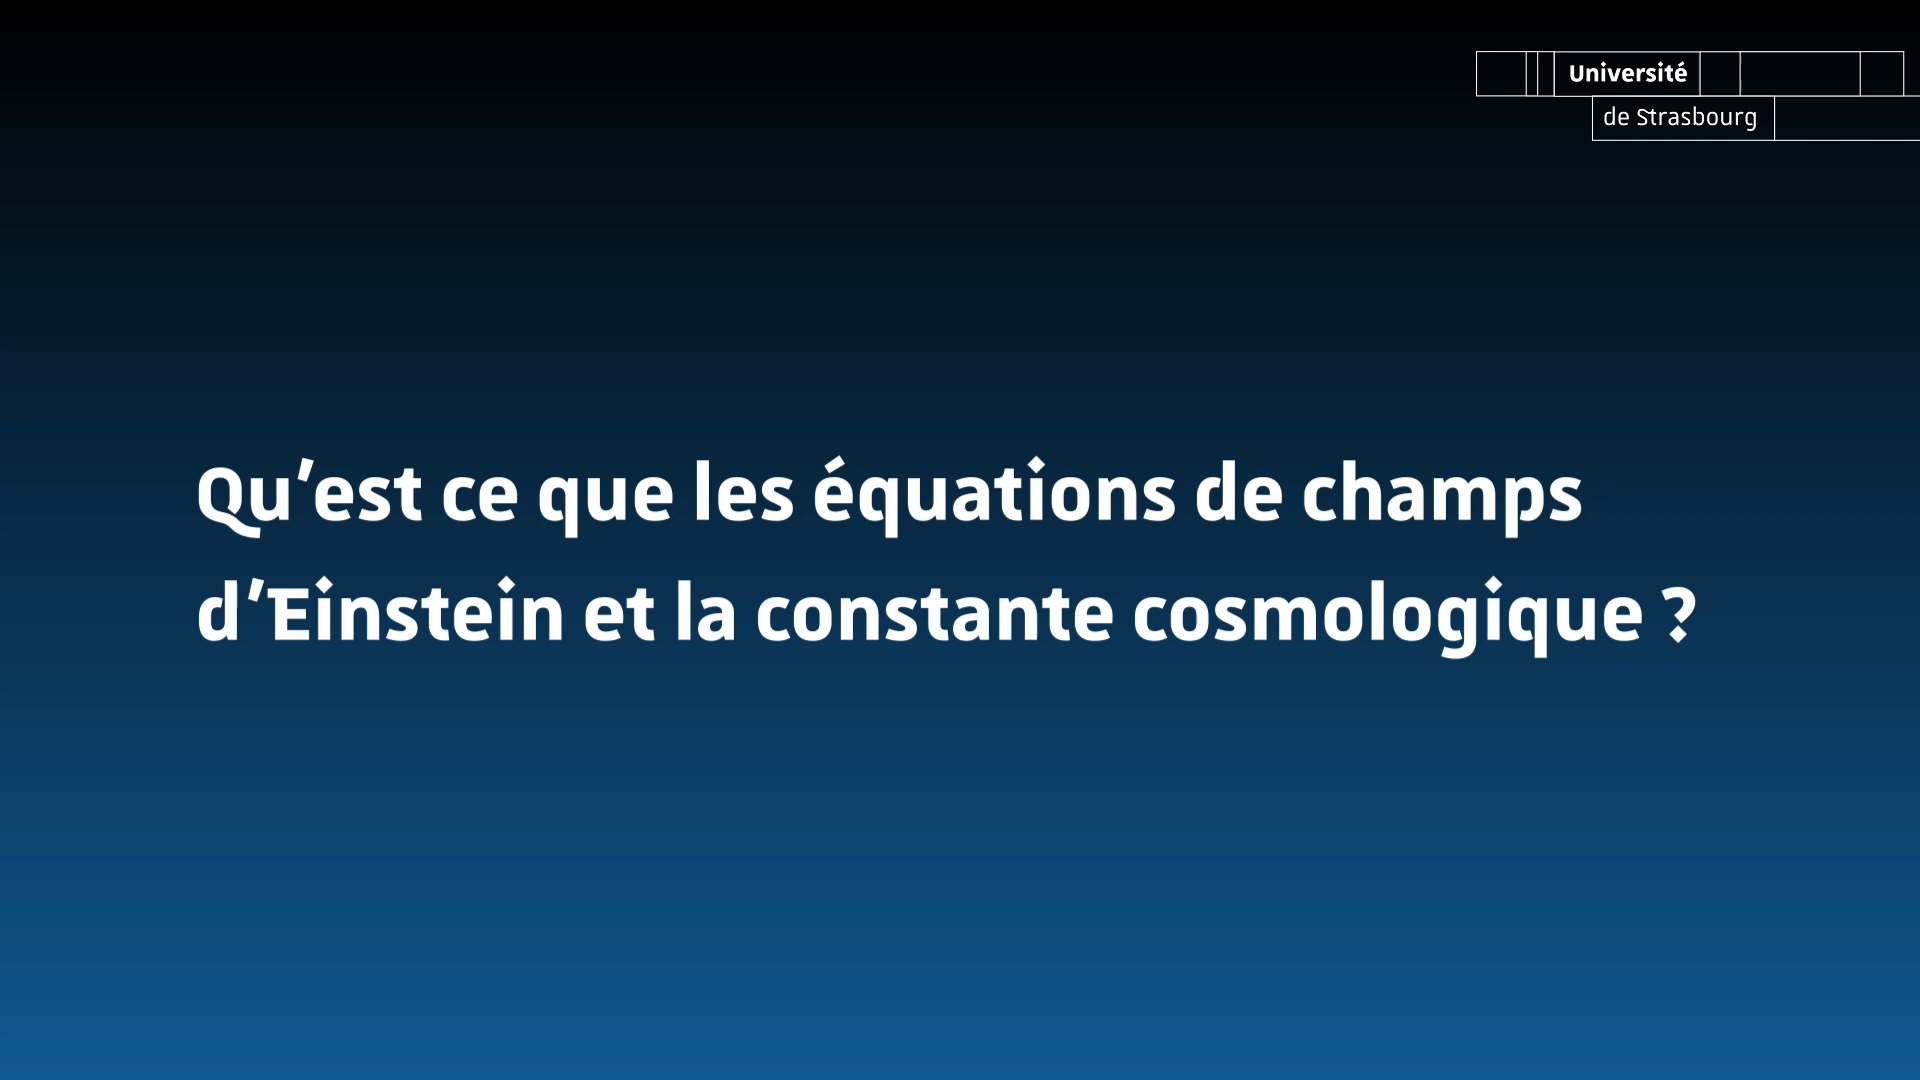 Université
de Strasbourg
Qu’est ce que les équations de champs
d’Einstein et la constante cosmologique ?